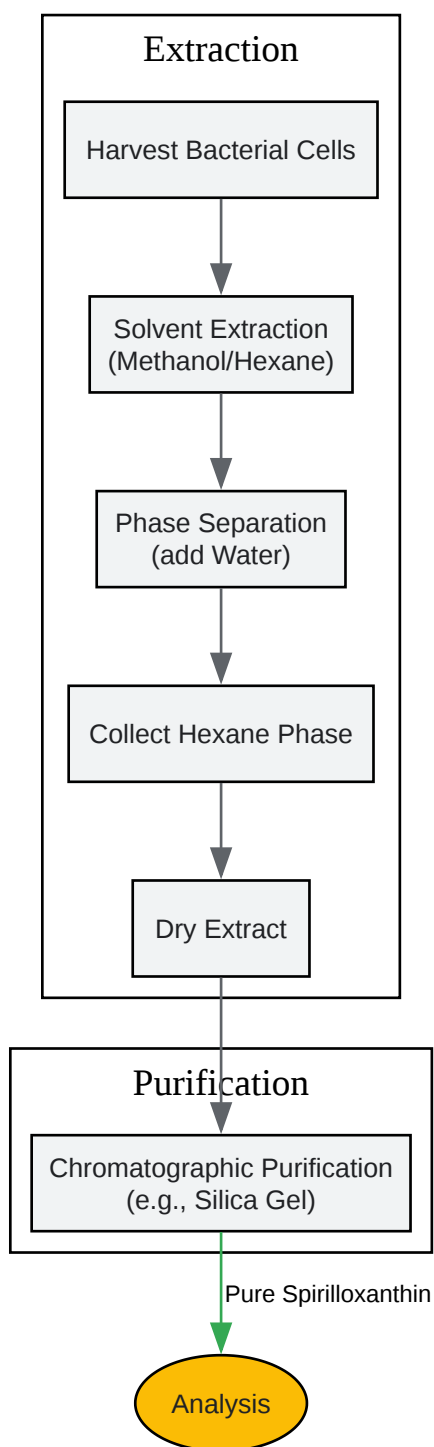 Extraction
Harvest Bacterial Cells
Solvent Extraction
(Methanol/Hexane)
Phase Separation
(add Water)
Collect Hexane Phase
Dry Extract
Purification
Chromatographic Purification
(e.g., Silica Gel)
Pure Spirilloxanthin
Analysis